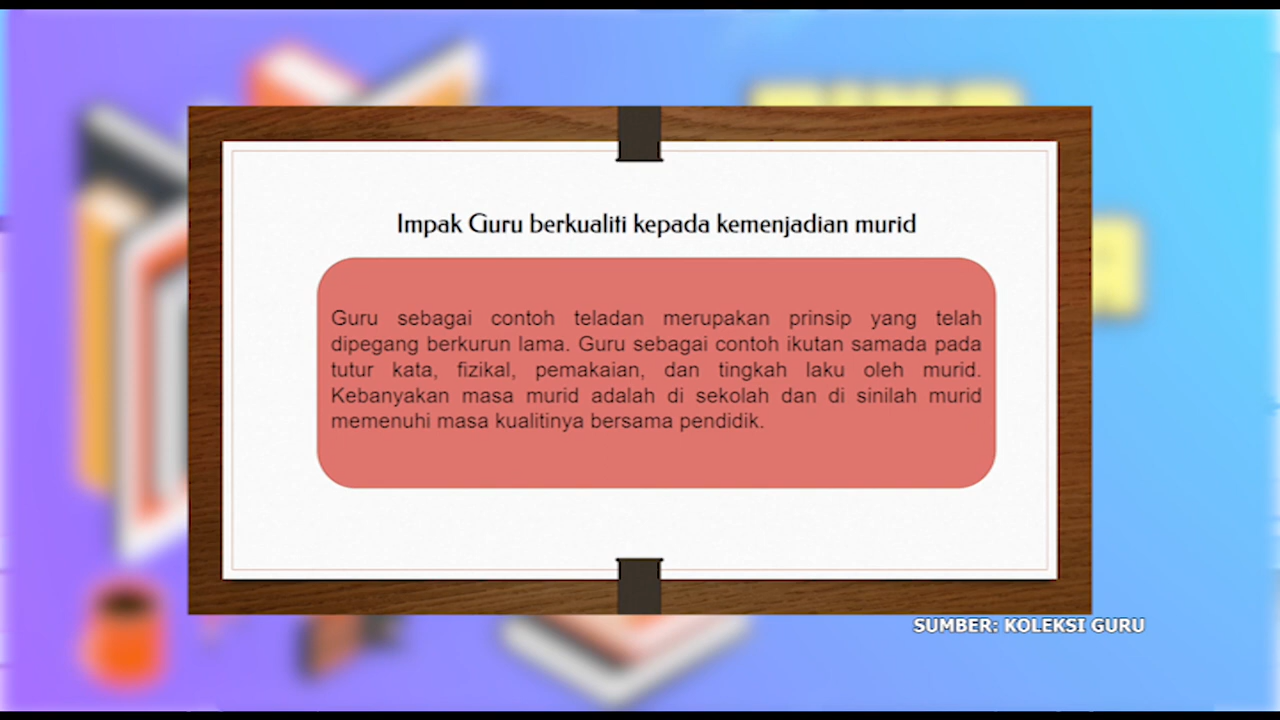 Impak Guru berkualiti kepada kemenjadian murid
Guru sebagai contoh teladan merupakan prinsip yang telah
dipegang berkurun lama. Guru sebagai contoh ikutan samada pada
tutur kata, fizikal, pemakaian, dan tingkah laku oleh murid.
Kebanyakan masa murid adalah di sekolah dan di sinilah murid
memenuhi masa kualitinya bersama pendidik.
SUMBER: KOLEKSI GURU